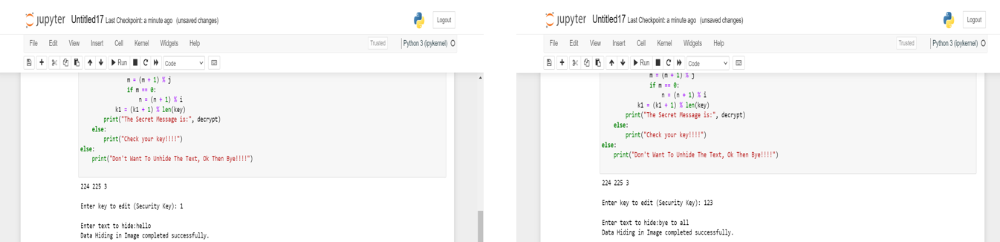 jupyter Untitled17 Last Checkpoint: a minute ago (unsaved changes) Logout
File Edit View Insert Cell Kernel Widgets Help Trusted Python 3 (ipykernel)
Run Code
m = (m + 1) % j
if m == 0:
n = (n + 1) % i
k1 = (k1 + 1) % len(key)
print("The Secret Message is:", decrypt)
else:
print("Check your key!!!!")
else:
print("Don't Want To Unhide The Text, Ok Then Bye!!!!")
224 225 3
Enter key to edit (Security Key): 1
Enter text to hide:hello
Data Hiding in Image completed successfully.
jupyter Untitled17 Last Checkpoint: a minute ago (unsaved changes) Logout
File Edit View Insert Cell Kernel Widgets Help Trusted Python 3 (ipykernel)
Run Code
m = (m + 1) % j
if m == 0:
n = (n + 1) % i
k1 = (k1 + 1) % len(key)
print("The Secret Message is:", decrypt)
else:
print("Check your key!!!!")
else:
print("Don't Want To Unhide The Text, Ok Then Bye!!!!")
224 225 3
Enter key to edit (Security Key): 123
Enter text to hide:bye to all
Data Hiding in Image completed successfully.